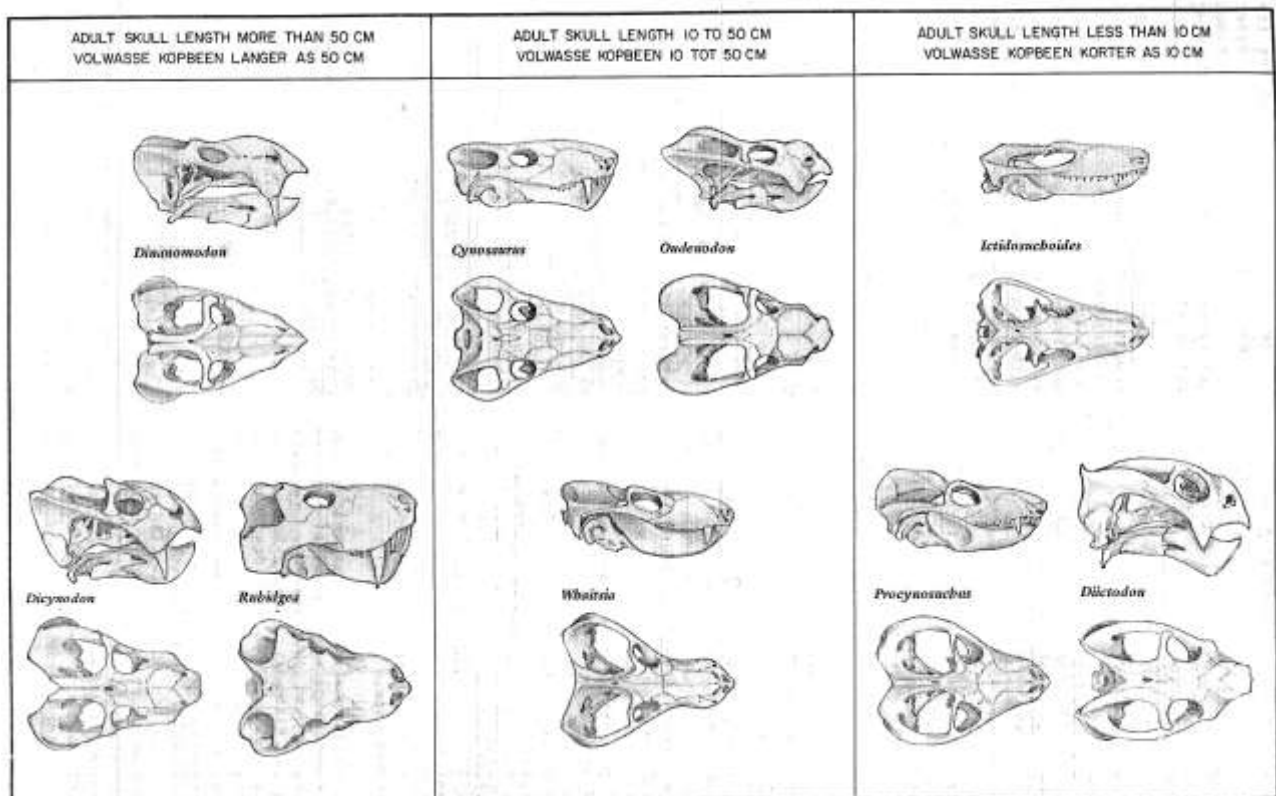 ADULT SKULL LENGTH MORE THAN 50 CM
VOLWASSE KOPBEEN LANGER AS 50 CM
ADULT SKULL LENGTH 10 TO 50 CM
VOLWASSE KOPBEEN 10 TOT 50 CM
ADULT SKULL LENGTH LESS THAN 10 CM
VOLWASSE KOPBEEN KORTER AS 10 CM
Dinanomodon
Cynosaurus
Oudenodon
Ictidosuchoides
Dicynodon
Rubidgea
Whaitsia
Procynosuchus
Diictodon